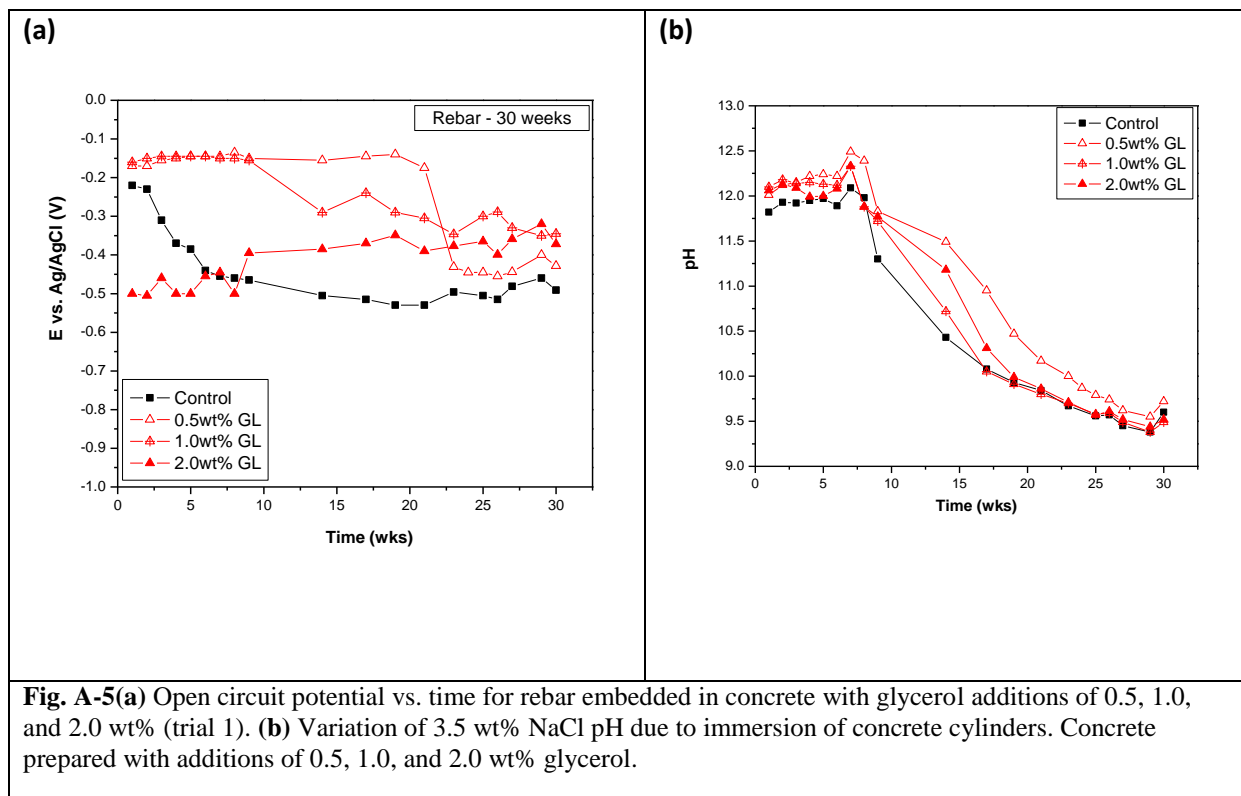 (a)
0.0
-0.1
-0.2
-0.3
-0.4
-0.5
-0.6
-0.7
-0.8
-0.9
-1.0
E vs. Ag/AgCl (V)
Rebar - 30 weeks
Control
0.5wt% GL
1.0wt% GL
2.0wt% GL
0 5 10 15 20 25 30
Time (wks)
(b)
13.0
12.5
12.0
11.5
11.0
10.5
10.0
9.5
9.0
pH
Control
0.5wt% GL
1.0wt% GL
2.0wt% GL
0 5 10 15 20 25 30
Time (wks)
Fig. A-5(a) Open circuit potential vs. time for rebar embedded in concrete with glycerol additions of 0.5, 1.0,
and 2.0 wt% (trial 1). (b) Variation of 3.5 wt% NaCl pH due to immersion of concrete cylinders. Concrete
prepared with additions of 0.5, 1.0, and 2.0 wt% glycerol.